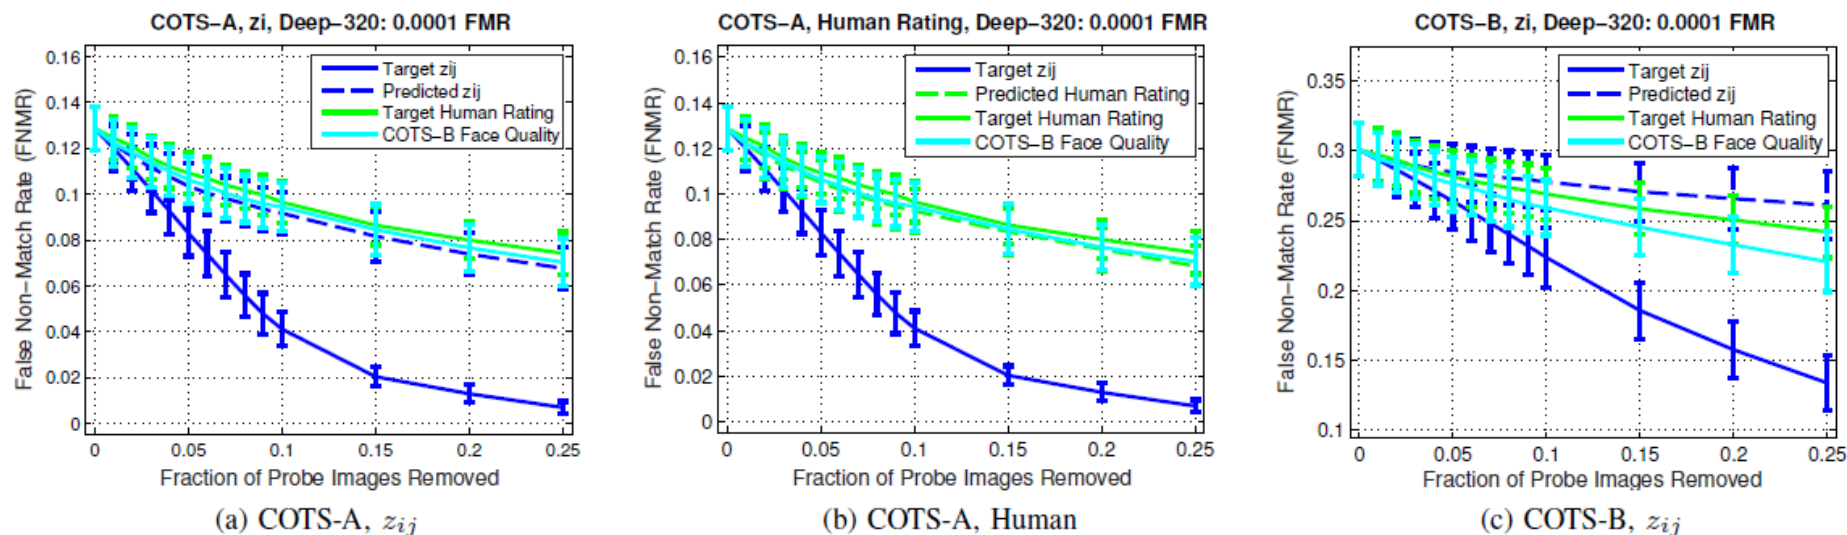 COTS−A, zi, Deep−320: 0.0001 FMR
False Non−Match Rate (FNMR)
0.16
0.14
0.12
0.1
0.08
0.06
0.04
0.02
0
Target zij
Predicted zij
Target Human Rating
COTS−B Face Quality
0 0.05 0.1 0.15 0.2 0.25
Fraction of Probe Images Removed
(a) COTS-A, zij
COTS−A, Human Rating, Deep−320: 0.0001 FMR
False Non−Match Rate (FNMR)
0.16
0.14
0.12
0.1
0.08
0.06
0.04
0.02
0
Target zij
Predicted Human Rating
Target Human Rating
COTS−B Face Quality
0 0.05 0.1 0.15 0.2 0.25
Fraction of Probe Images Removed
(b) COTS-A, Human
COTS−B, zi, Deep−320: 0.0001 FMR
False Non−Match Rate (FNMR)
0.35
0.3
0.25
0.2
0.15
0.1
Target zij
Predicted zij
Target Human Rating
COTS−B Face Quality
0 0.05 0.1 0.15 0.2 0.25
Fraction of Probe Images Removed
(c) COTS-B, zij